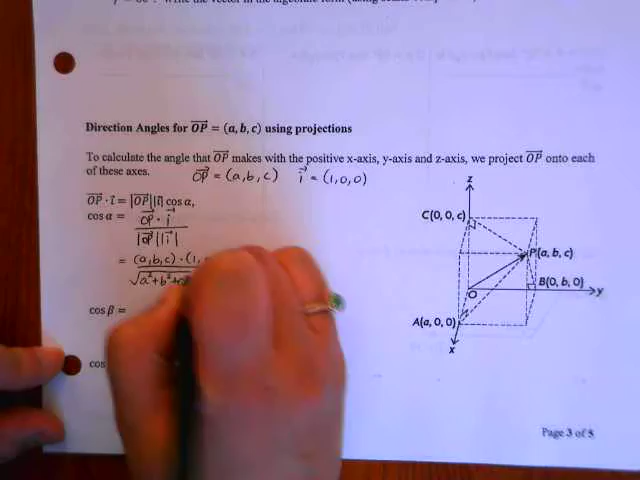 Direction Angles for OP = (a, b, c) using projections
To calculate the angle that OP makes with the positive x-axis, y-axis and z-axis, we project OP onto each
of these axes. OP = (a,b,c) i = (1,0,0)
OP · i = |OP||i| cos α,
cos α = OP · i
|OP||i|
= (a,b,c)·(1,
√a²+b²+
cos β =
cos
z
C(0, 0, c)
P(a, b, c)
B(0, b, 0)
O
y
A(a, 0, 0)
x
Page 3 of 5